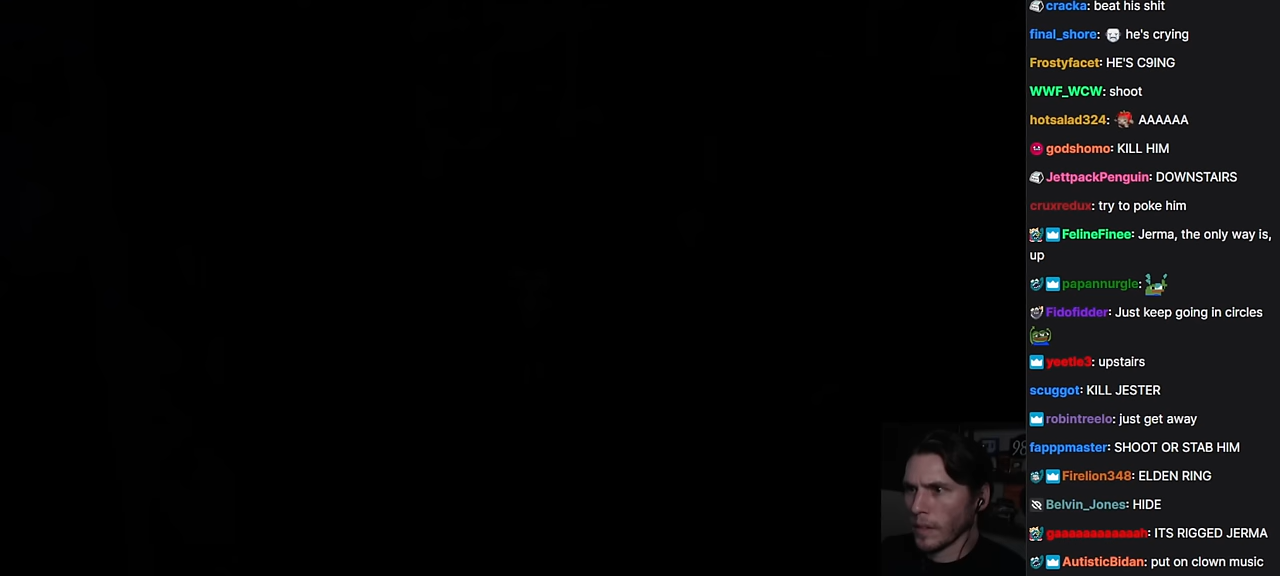 cracka: beat his shit
final_shore: he's crying
Frostyfacet: HE'S C9ING
WWF_WCW: shoot
hotsalad324: AAAAAA
godshomo: KILL HIM
JettpackPenguin: DOWNSTAIRS
cruxredux: try to poke him
FelineFinee: Jerma, the only way is,
up
papannurgle:
Fidofidder: Just keep going in circles
yeetle3: upstairs
scuggot: KILL JESTER
robintreelo: just get away
fapppmaster: SHOOT OR STAB HIM
Firelion348: ELDEN RING
Belvin_Jones: HIDE
gaaaaaaaaaaaah: ITS RIGGED JERMA
AutisticBidan: put on clown music
98